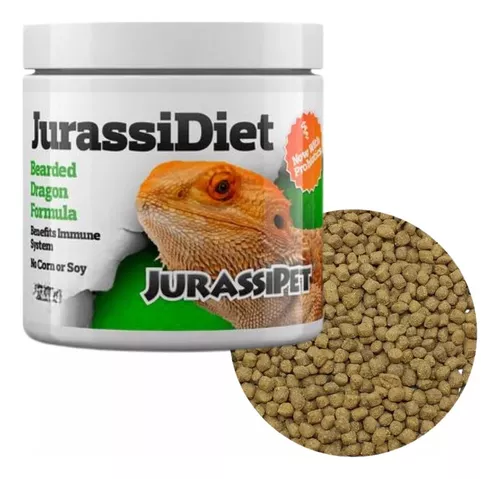 JurassiDiet
Bearded
Dragon
Formula
Benefits Immune
System
No Corn or Soy
Now With
Probiotics!
JURASSIPET